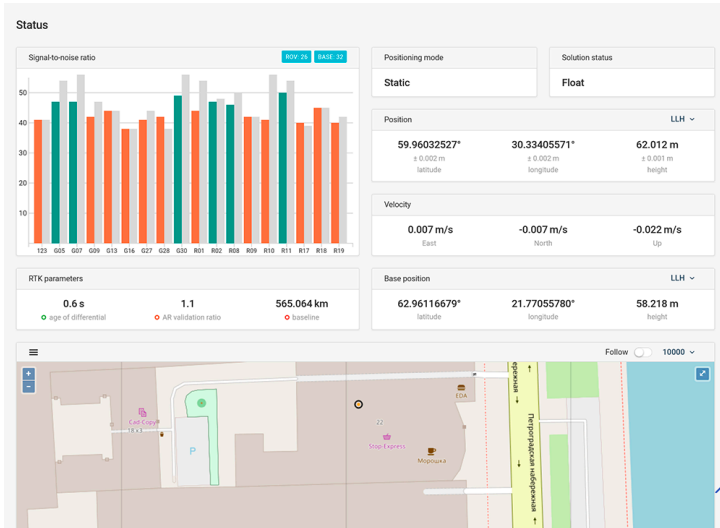 Status
Signal-to-noise ratio
ROV: 26
BASE: 32
50
40
30
20
10
123 G05 G07 G09 G13 G16 G27 G28 G30 R01 R02 R08 R09 R10 R11 R17 R18 R19
Positioning mode
Static
Solution status
Float
Position
LLH
59.96032527° 30.33405571° 62.012 m
± 0.002 m ± 0.002 m ± 0.001 m
latitude longitude height
Velocity
0.007 m/s -0.007 m/s -0.022 m/s
East North Up
RTK parameters
0.6 s 1.1 565.064 km
age of differential AR validation ratio baseline
Base position
LLH
62.96116679° 21.77055780° 58.218 m
latitude longitude height
Follow 10000
+
−
Cad Copy
P
22
Stop-Express
EDA
Морошка
ережная
Петроградская набережная